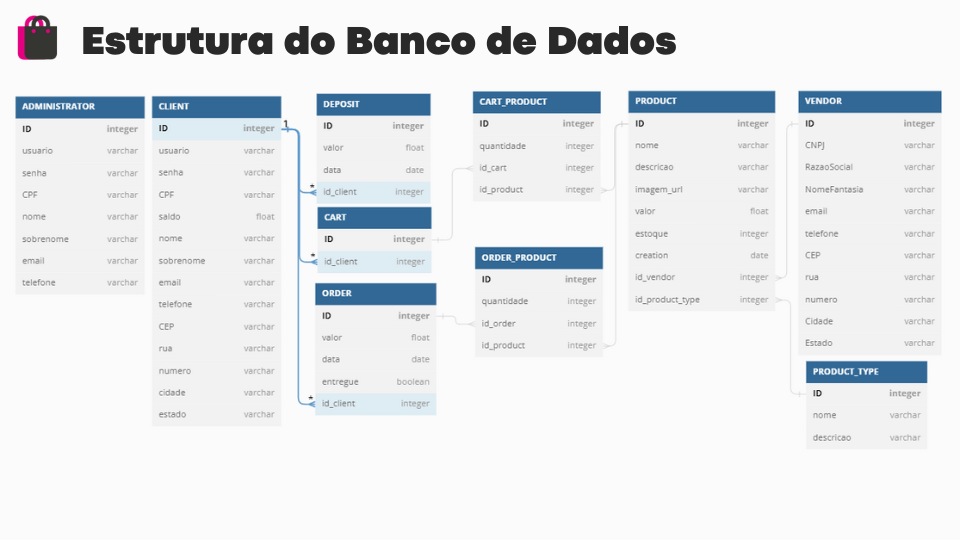 Estrutura do Banco de Dados
ADMINISTRATOR
ID integer
usuario varchar
senha varchar
CPF varchar
nome varchar
sobrenome varchar
email varchar
telefone varchar
CLIENT
ID integer 1
usuario varchar
senha varchar
CPF varchar
saldo float
nome varchar
sobrenome varchar
email varchar
telefone varchar
CEP varchar
rua varchar
numero varchar
cidade varchar
estado varchar
DEPOSIT
ID integer
valor float
data date
* id_client integer
CART
ID integer
* id_client integer
ORDER
ID integer
valor float
data date
entregue boolean
* id_client integer
CART_PRODUCT
ID integer
quantidade integer
id_cart integer
id_product integer
ORDER_PRODUCT
ID integer
quantidade integer
id_order integer
id_product integer
PRODUCT
ID integer
nome varchar
descricao varchar
imagem_url varchar
valor float
estoque integer
creation date
id_vendor integer
id_product_type integer
VENDOR
ID integer
CNPJ varchar
RazaoSocial varchar
NomeFantasia varchar
email varchar
telefone varchar
CEP varchar
rua varchar
numero varchar
Cidade varchar
Estado varchar
PRODUCT_TYPE
ID integer
nome varchar
descricao varchar